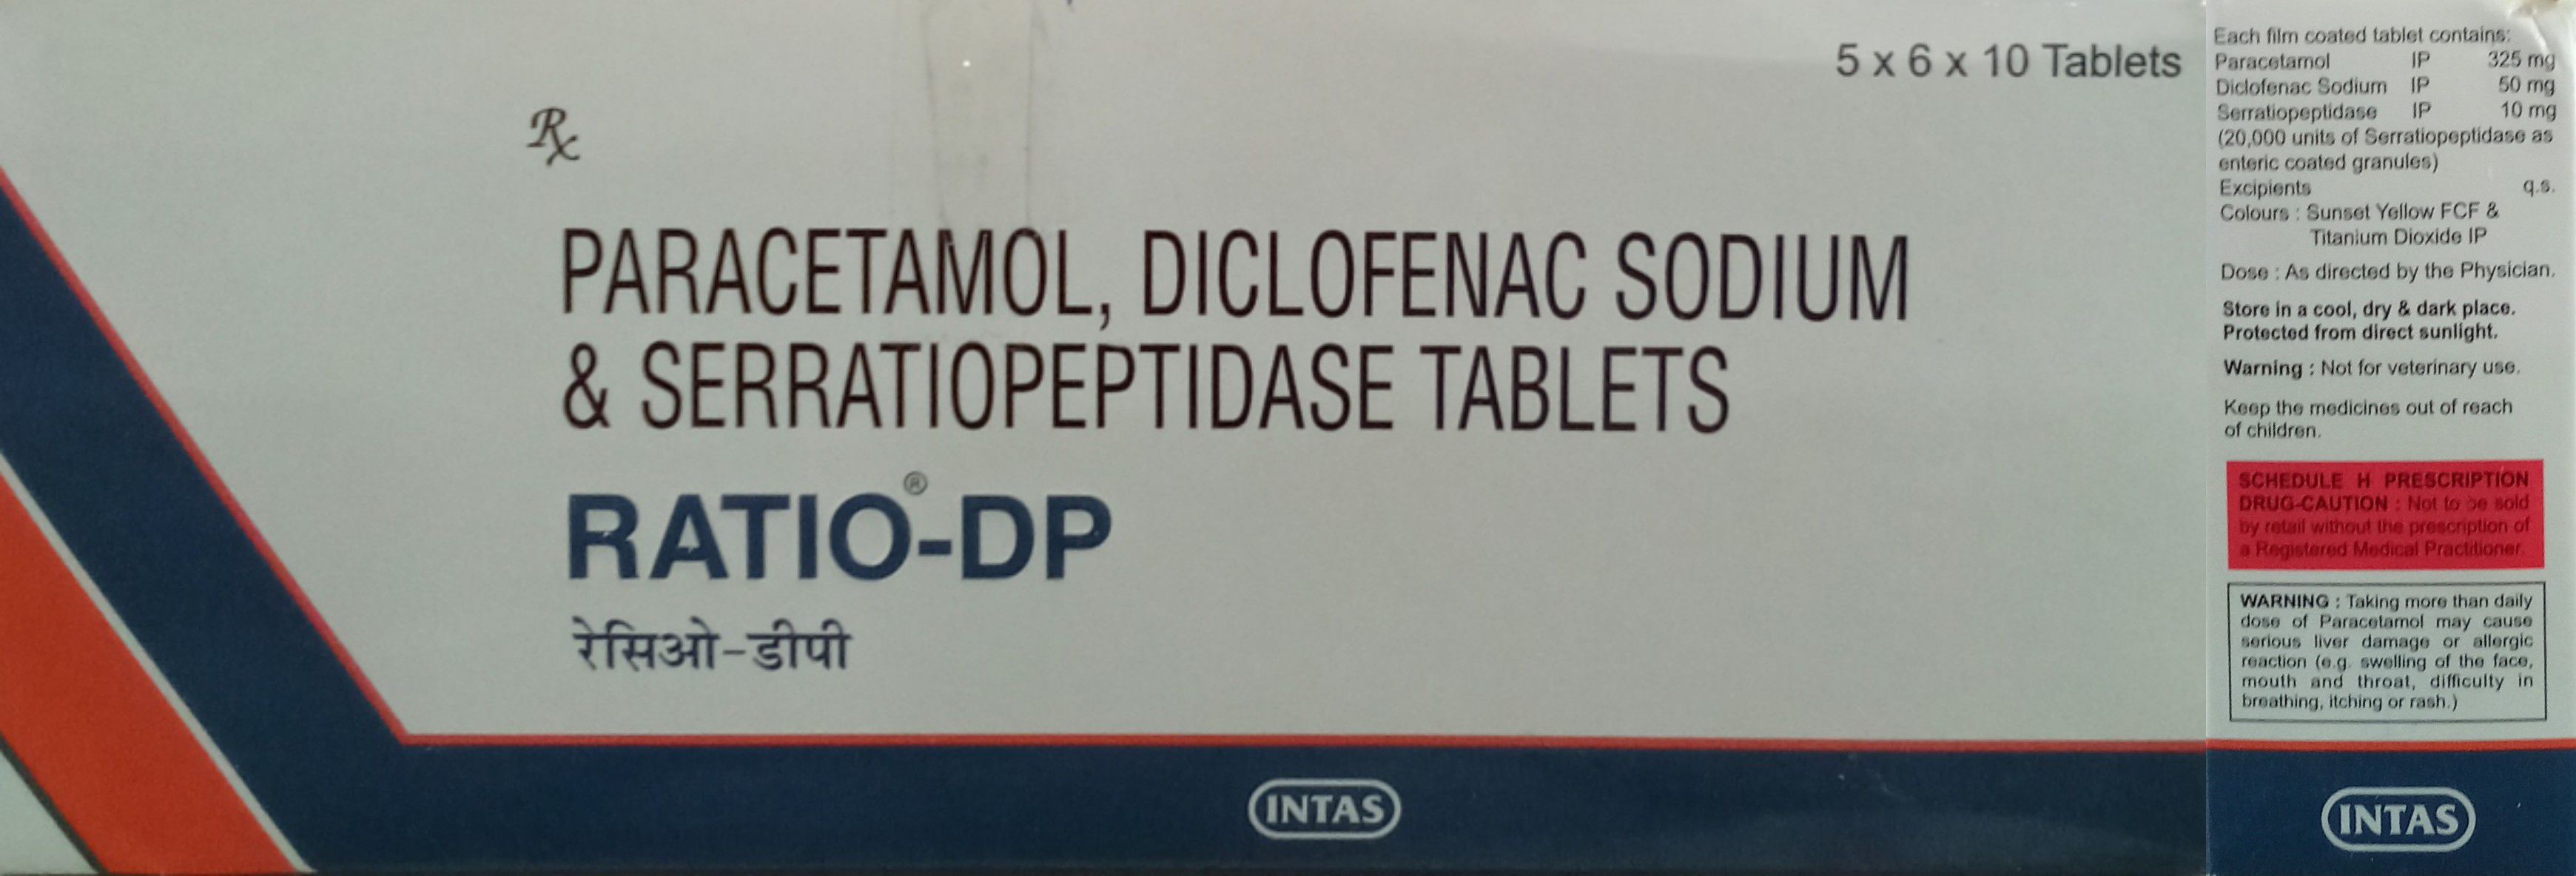 5 x 6 x 10 Tablets
Rx
PARACETAMOL, DICLOFENAC SODIUM
& SERRATIOPEPTIDASE TABLETS
RATIO®-DP
रेसिओ-डीपी
INTAS
Each film coated tablet contains:
Paracetamol IP 325 mg
Diclofenac Sodium IP 50 mg
Serratiopeptidase IP 10 mg
(20,000 units of Serratiopeptidase as
enteric coated granules)
Excipients q.s.
Colours : Sunset Yellow FCF &
Titanium Dioxide IP
Dose : As directed by the Physician.
Store in a cool, dry & dark place.
Protected from direct sunlight.
Warning : Not for veterinary use.
Keep the medicines out of reach
of children.
SCHEDULE H PRESCRIPTION
DRUG-CAUTION : Not to be sold
by retail without the prescription of
a Registered Medical Practitioner.
WARNING : Taking more than daily
dose of Paracetamol may cause
serious liver damage or allergic
reaction (e.g. swelling of the face,
mouth and throat, difficulty in
breathing, itching or rash.)
INTAS